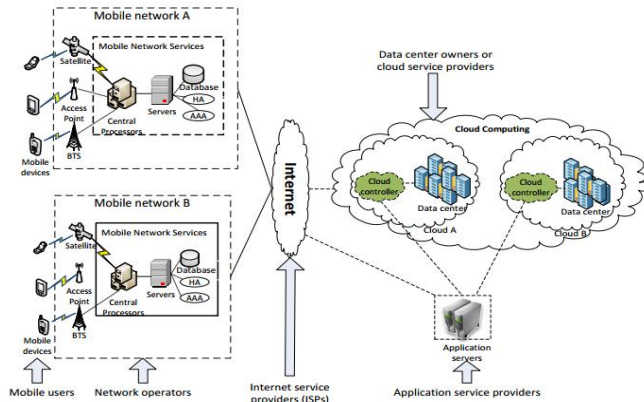 Mobile network A
Satellite
Mobile Network Services
Database
HA
AAA
Access
Point
Central
Processors
Servers
Mobile
devices
BTS
Mobile network B
Satellite
Mobile Network Services
Database
HA
AAA
Access
Point
Central
Processors
Servers
Mobile
devices
BTS
Mobile users
Network operators
Internet
Internet service
providers (ISPs)
Data center owners or
cloud service providers
Cloud Computing
Cloud
controller
Data center
Cloud A
Cloud
controller
Data center
Cloud B
Application
servers
Application service providers